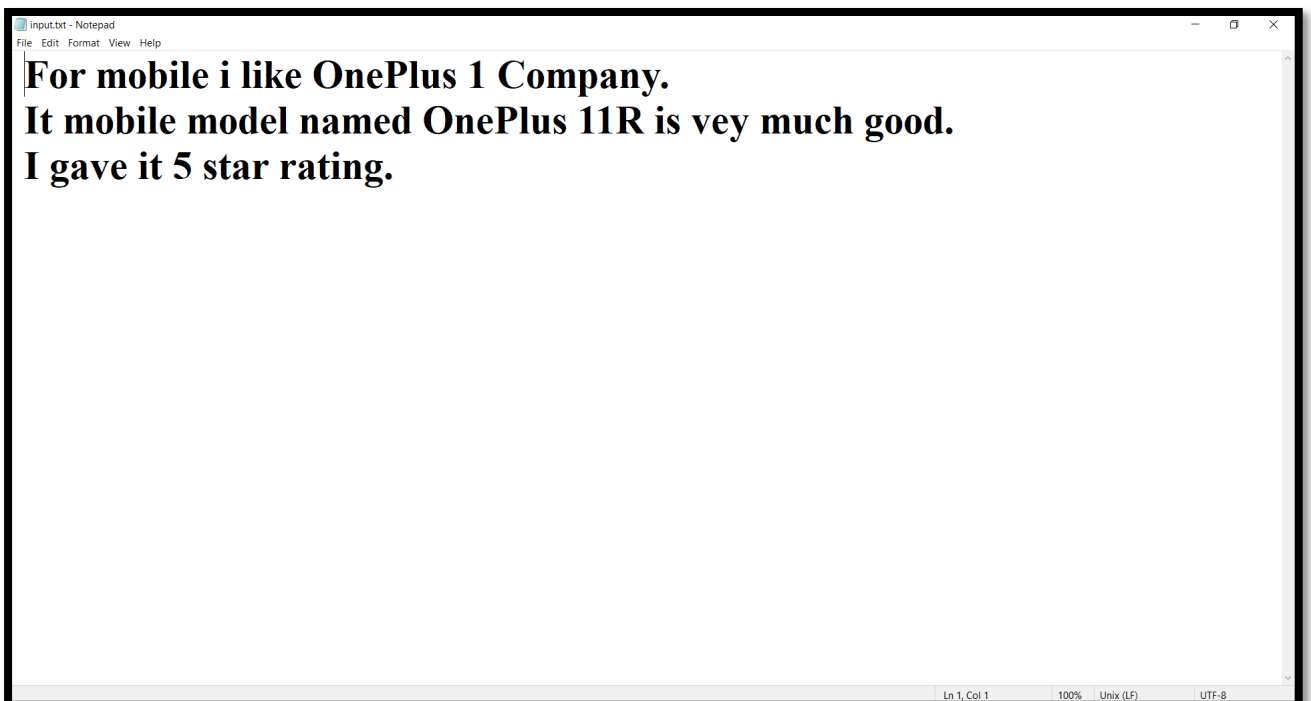 input.txt - Notepad
File Edit Format View Help
For mobile i like OnePlus 1 Company.
It mobile model named OnePlus 11R is vey much good.
I gave it 5 star rating.
Ln 1, Col 1 100% Unix (LF) UTF-8